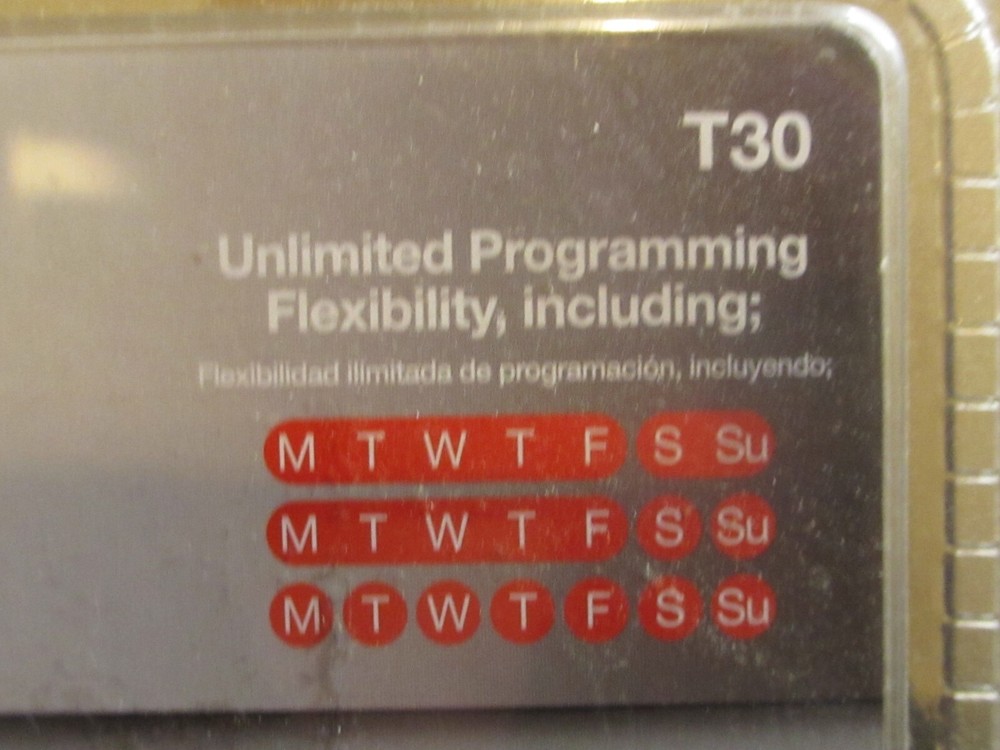 T30
Unlimited Programming
Flexibility, including;
Flexibilidad ilimitada de programación, incluyendo;
M T W T F S Su
M T W T F S Su
M T W T F S Su